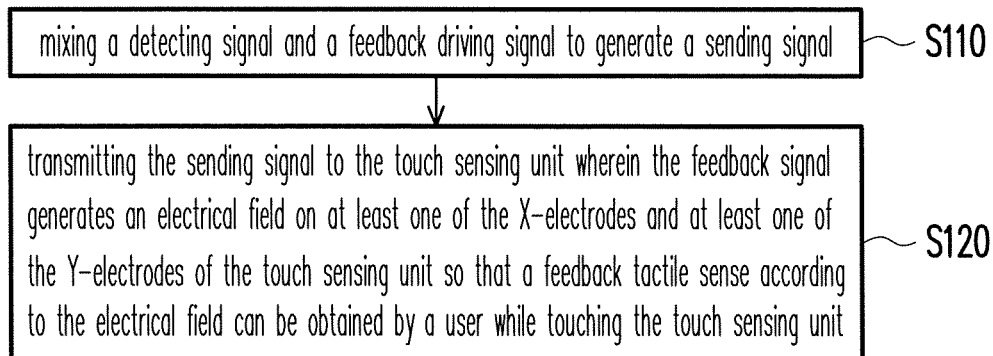 mixing a detecting signal and a feedback driving signal to generate a sending signal
S110
transmitting the sending signal to the touch sensing unit wherein the feedback signal
generates an electrical field on at least one of the X-electrodes and at least one of
the Y-electrodes of the touch sensing unit so that a feedback tactile sense according
to the electrical field can be obtained by a user while touching the touch sensing unit
S120